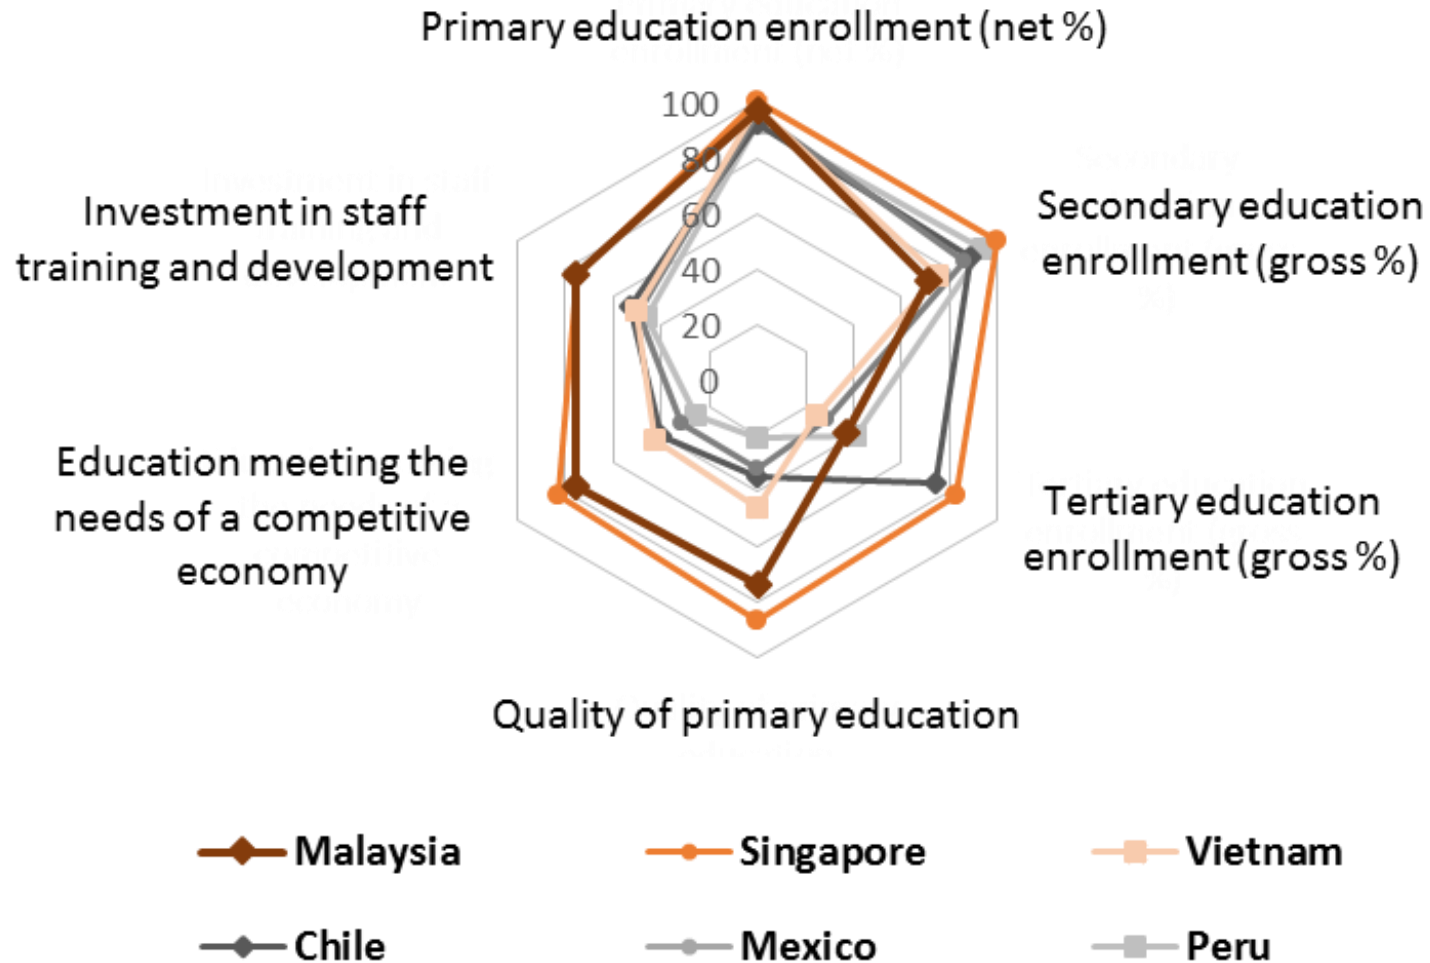 Primary education enrollment (net %)
100
80
60
40
20
0
Secondary education
enrollment (gross %)
Tertiary education
enrollment (gross %)
Quality of primary education
Education meeting the
needs of a competitive
economy
Investment in staff
training and development
Malaysia
Singapore
Vietnam
Chile
Mexico
Peru